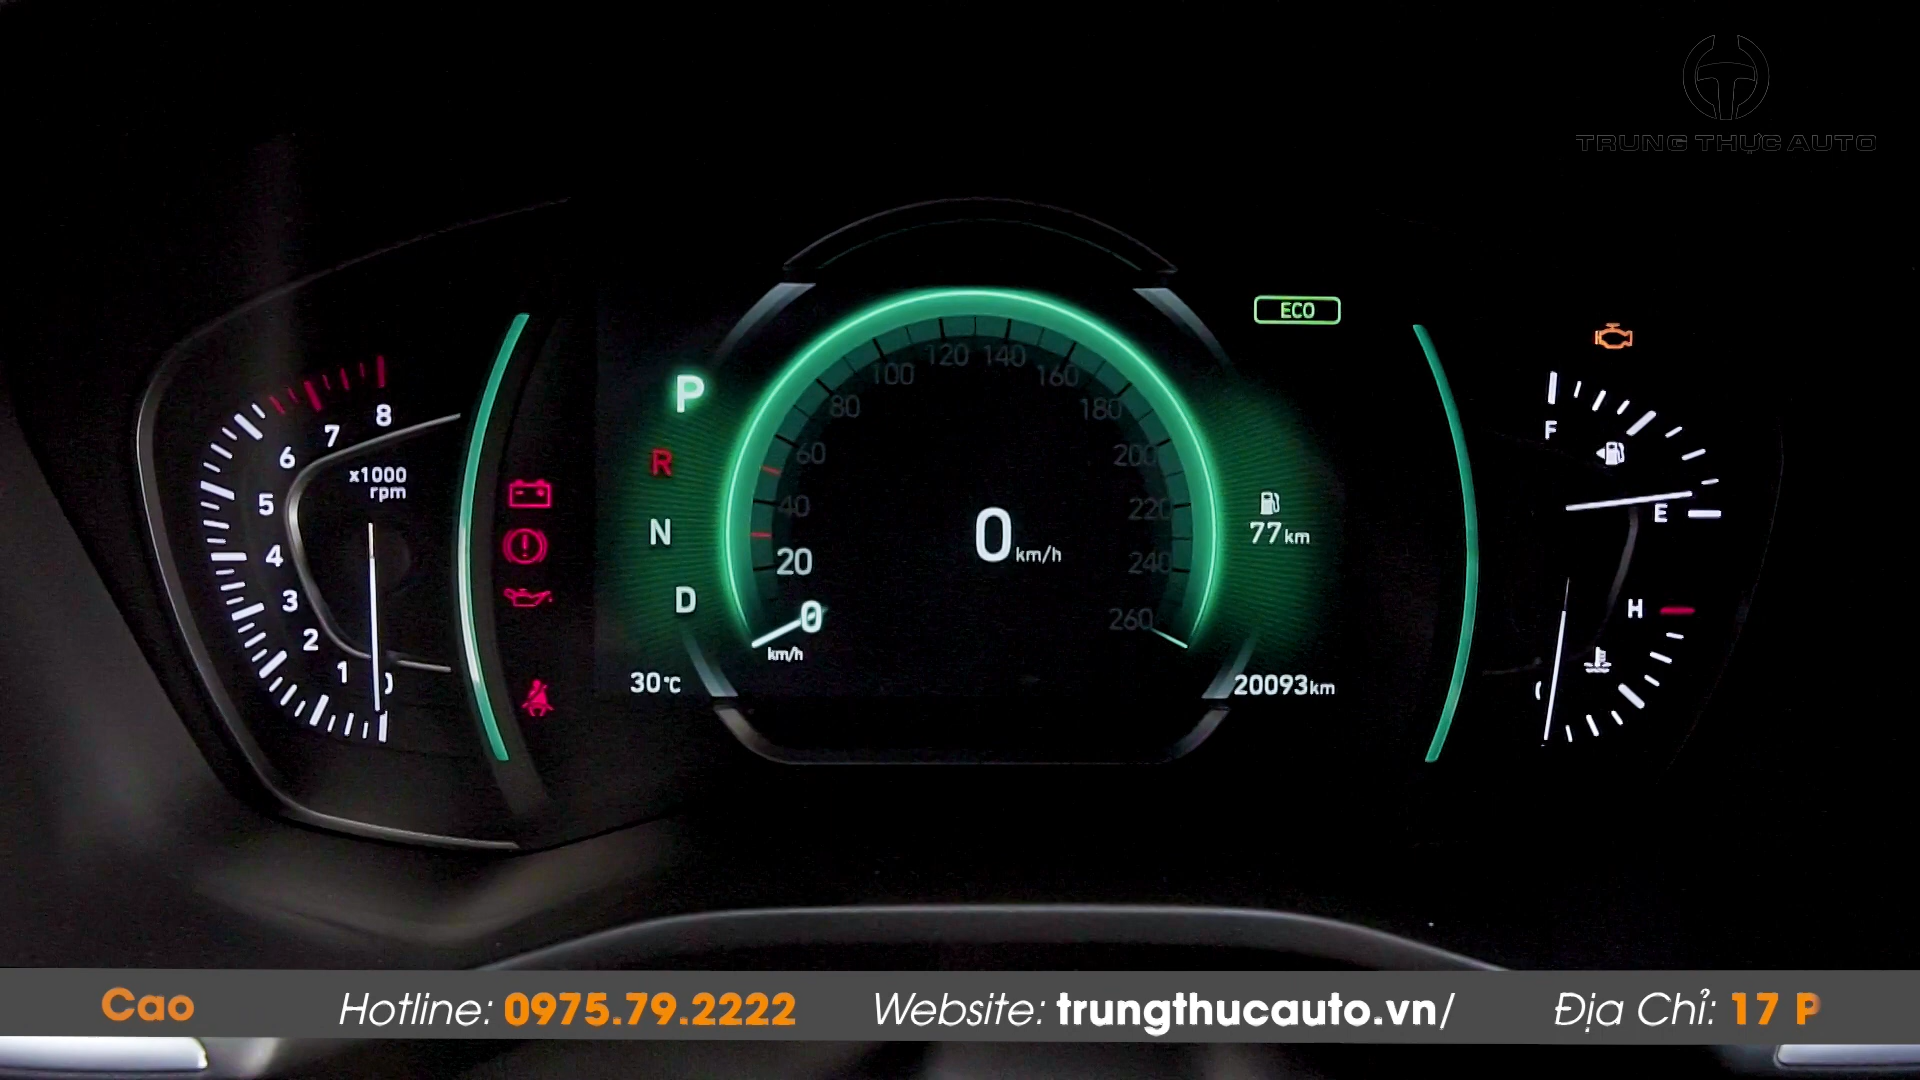 TRUNG THỰC AUTO
ECO
8
7
6
5
4
3
2
1
x1000
rpm
P
R
N
D
30°C
0
20
40
60
80
100
120
140
160
180
200
220
240
260
km/h
0 km/h
77 km
20093 km
F
E
H
Cao
Hotline: 0975.79.2222
Website: trungthucauto.vn/
Địa Chỉ: 17 P